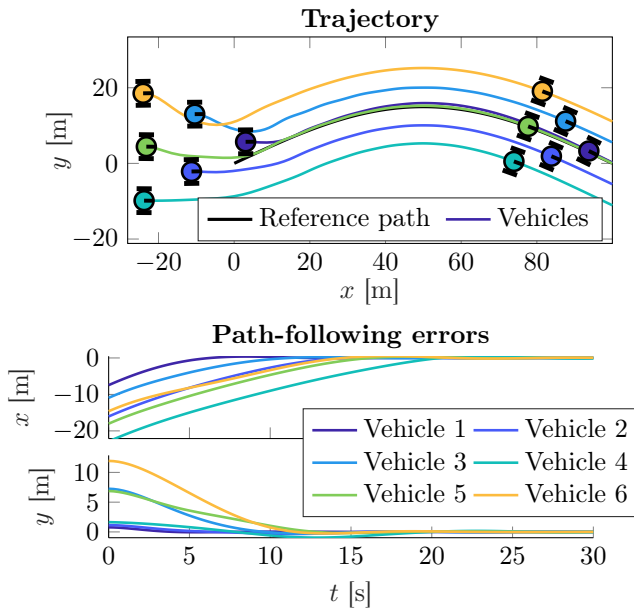 Trajectory
20
0
−20
y [m]
Reference path
Vehicles
−20
0
20
40
60
80
x [m]
Path-following errors
0
−10
−20
x [m]
10
5
0
y [m]
Vehicle 1
Vehicle 2
Vehicle 3
Vehicle 4
Vehicle 5
Vehicle 6
0
5
10
15
20
25
30
t [s]